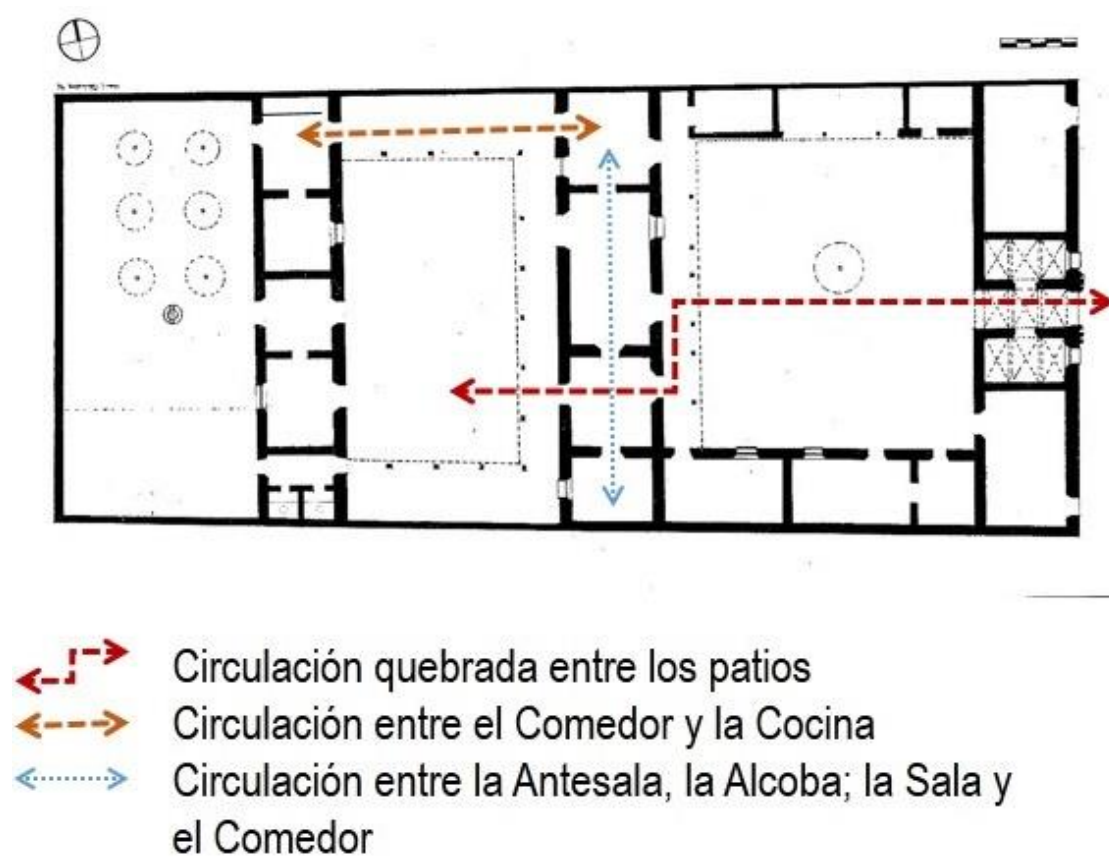 Circulación quebrada entre los patios
Circulación entre el Comedor y la Cocina
Circulación entre la Antesala, la Alcoba; la Sala y
el Comedor